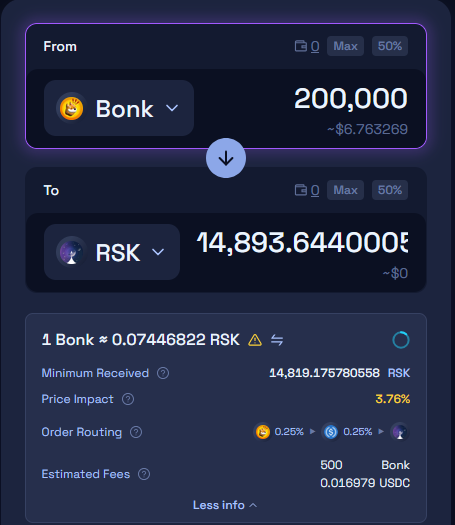 From 0 Max 50%
Bonk 200,000
~$6.763269
To 0 Max 50%
RSK 14,893.6440005
~$0
1 Bonk ≈ 0.07446822 RSK
Minimum Received 14,819.175780558 RSK
Price Impact 3.76%
Order Routing 0.25% 0.25%
Estimated Fees 500 Bonk
0.016979 USDC
Less info